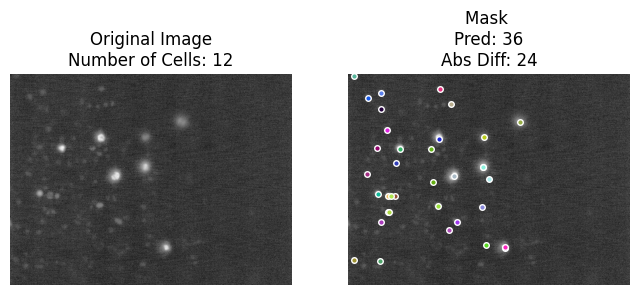 Original Image
Number of Cells: 12
Mask
Pred: 36
Abs Diff: 24